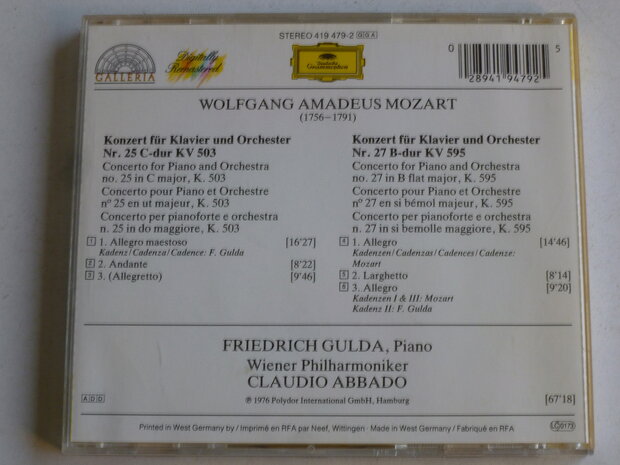 STEREO 419 479-2 GGA
GALLERIA
Digitally
Remastered
Deutsche
Grammophon
0 28941 94792 5
WOLFGANG AMADEUS MOZART
(1756–1791)
Konzert für Klavier und Orchester
Nr. 25 C-dur KV 503
Concerto for Piano and Orchestra
no. 25 in C major, K. 503
Concerto pour Piano et Orchestre
n° 25 en ut majeur, K. 503
Concerto per pianoforte e orchestra
n. 25 in do maggiore, K. 503
1 1. Allegro maestoso [16'27]
Kadenz/Cadenza/Cadence: F. Gulda
2 2. Andante [8'22]
3 3. (Allegretto) [9'46]
Konzert für Klavier und Orchester
Nr. 27 B-dur KV 595
Concerto for Piano and Orchestra
no. 27 in B flat major, K. 595
Concerto pour Piano et Orchestre
n° 27 en si bémol majeur, K. 595
Concerto per pianoforte e orchestra
n. 27 in si bemolle maggiore, K. 595
4 1. Allegro [14'46]
Kadenzen/Cadenzas/Cadences/Cadenze:
Mozart
5 2. Larghetto [8'14]
6 3. Allegro [9'20]
Kadenzen I & III: Mozart
Kadenz II: F. Gulda
FRIEDRICH GULDA, Piano
Wiener Philharmoniker
CLAUDIO ABBADO
ADD ℗ 1976 Polydor International GmbH, Hamburg [67'18]
Printed in West Germany by / Imprimé en RFA par Neef, Wittingen · Made in West Germany / Fabriqué en RFA
LC 0173